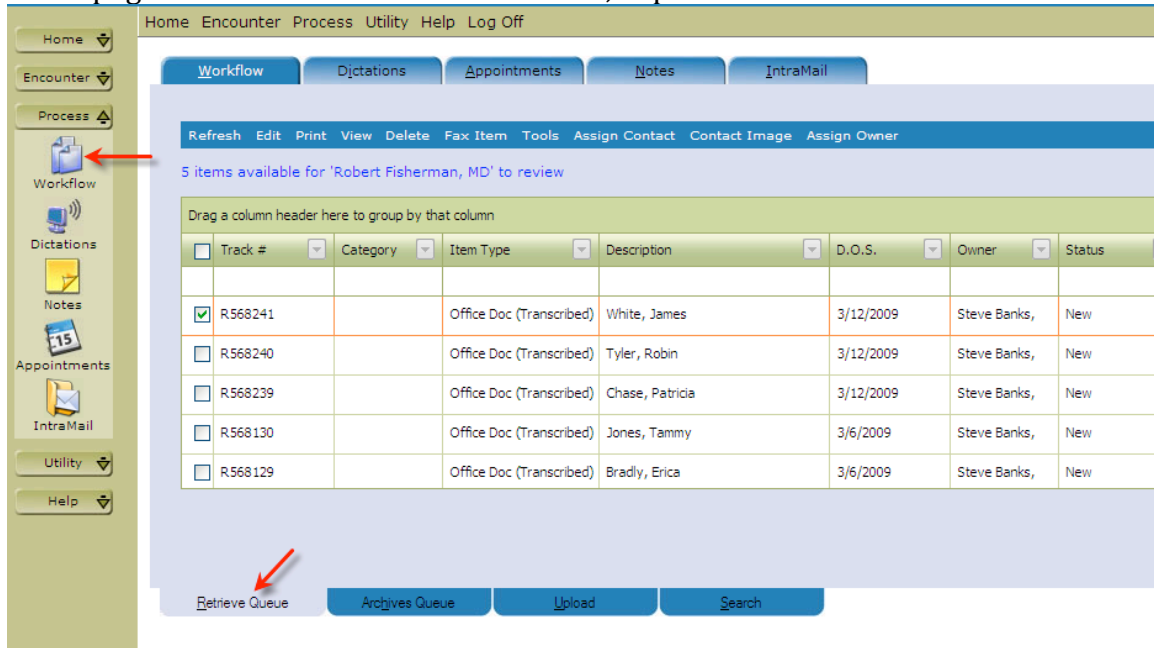 Home Encounter Process Utility Help Log Off
Home
Encounter
Process
Workflow
Dictations
Notes
15
Appointments
IntraMail
Utility
Help
Workflow Dictations Appointments Notes IntraMail
Refresh Edit Print View Delete Fax Item Tools Assign Contact Contact Image Assign Owner
5 items available for 'Robert Fisherman, MD' to review
Drag a column header here to group by that column
Track # Category Item Type Description D.O.S. Owner Status
R568241 Office Doc (Transcribed) White, James 3/12/2009 Steve Banks, New
R568240 Office Doc (Transcribed) Tyler, Robin 3/12/2009 Steve Banks, New
R568239 Office Doc (Transcribed) Chase, Patricia 3/12/2009 Steve Banks, New
R568130 Office Doc (Transcribed) Jones, Tammy 3/6/2009 Steve Banks, New
R568129 Office Doc (Transcribed) Bradly, Erica 3/6/2009 Steve Banks, New
Retrieve Queue Archives Queue Upload Search